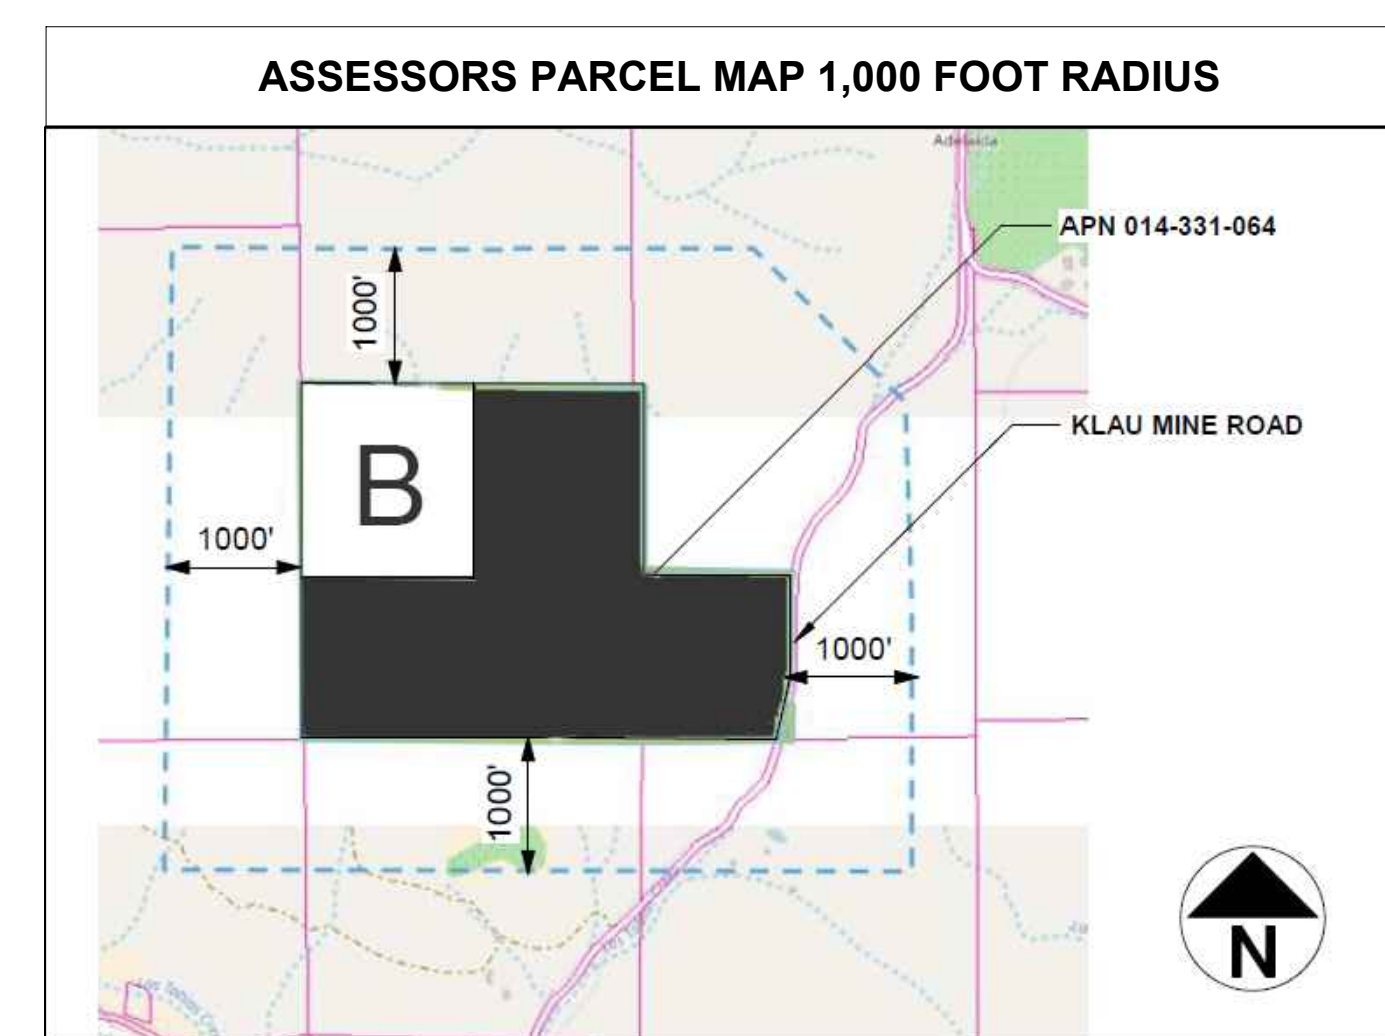 ASSESSORS PARCEL MAP 1,000 FOOT RADIUS
Adelaida
APN 014-331-064
1000'
KLAU MINE ROAD
B
1000'
1000'
1000'
N